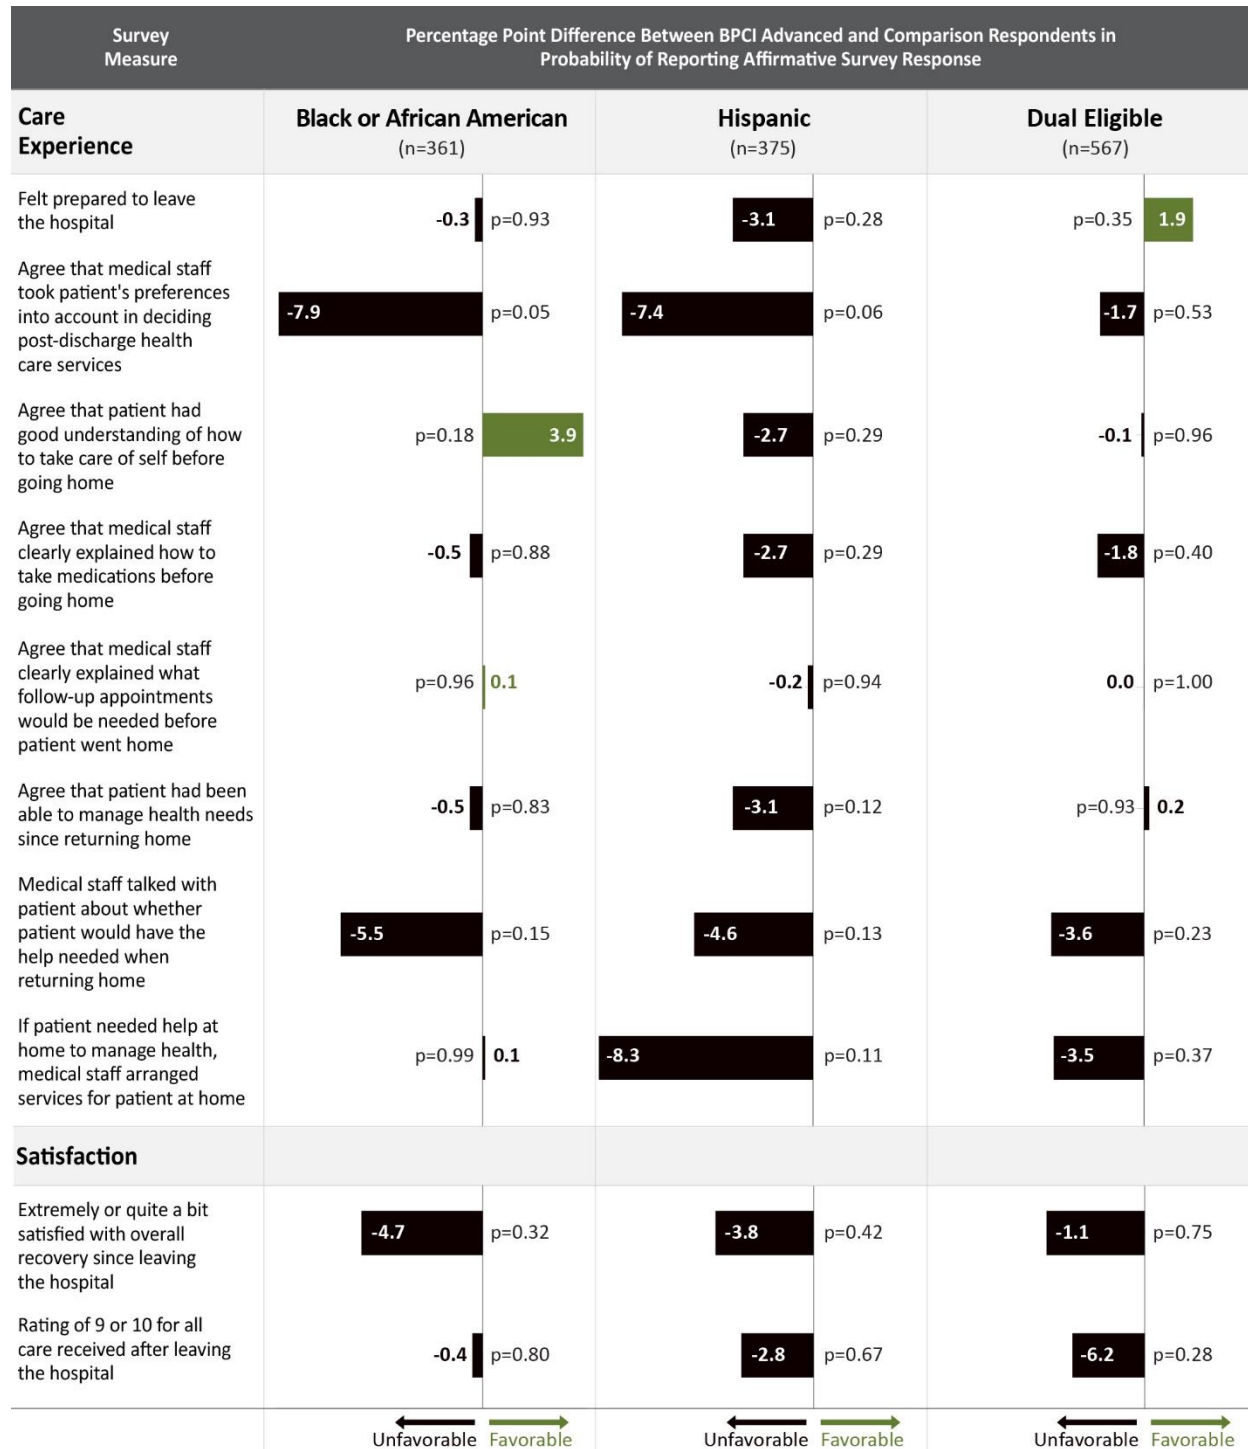 Survey
Measure
Percentage Point Difference Between BPCI Advanced and Comparison Respondents in
Probability of Reporting Affirmative Survey Response
Care
Experience
Black or African American
(n=361)
Hispanic
(n=375)
Dual Eligible
(n=567)
Felt prepared to leave
the hospital
-0.3 p=0.93
-3.1 p=0.28
p=0.35 1.9
Agree that medical staff
took patient's preferences
into account in deciding
post-discharge health
care services
-7.9 p=0.05
-7.4 p=0.06
-1.7 p=0.53
Agree that patient had
good understanding of how
to take care of self before
going home
p=0.18 3.9
-2.7 p=0.29
-0.1 p=0.96
Agree that medical staff
clearly explained how to
take medications before
going home
-0.5 p=0.88
-2.7 p=0.29
-1.8 p=0.40
Agree that medical staff
clearly explained what
follow-up appointments
would be needed before
patient went home
p=0.96 0.1
-0.2 p=0.94
0.0 p=1.00
Agree that patient had been
able to manage health needs
since returning home
-0.5 p=0.83
-3.1 p=0.12
p=0.93 0.2
Medical staff talked with
patient about whether
patient would have the
help needed when
returning home
-5.5 p=0.15
-4.6 p=0.13
-3.6 p=0.23
If patient needed help at
home to manage health,
medical staff arranged
services for patient at home
p=0.99 0.1
-8.3 p=0.11
-3.5 p=0.37
Satisfaction
Extremely or quite a bit
satisfied with overall
recovery since leaving
the hospital
-4.7 p=0.32
-3.8 p=0.42
-1.1 p=0.75
Rating of 9 or 10 for all
care received after leaving
the hospital
-0.4 p=0.80
-2.8 p=0.67
-6.2 p=0.28
Unfavorable Favorable
Unfavorable Favorable
Unfavorable Favorable